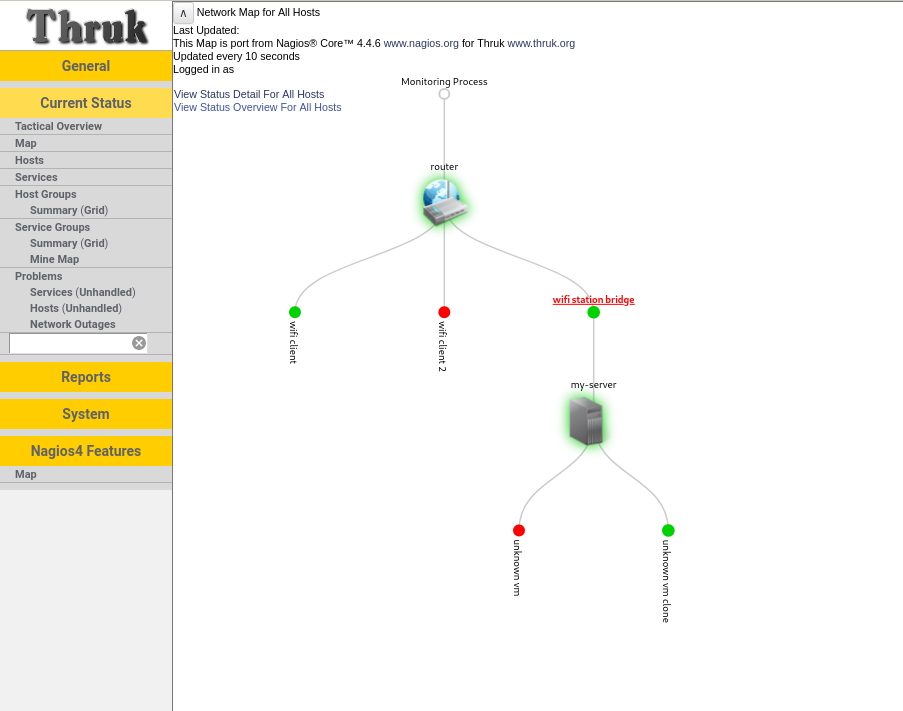 Thruk
General
Current Status
Tactical Overview
Map
Hosts
Services
Host Groups
Summary (Grid)
Service Groups
Summary (Grid)
Mine Map
Problems
Services (Unhandled)
Hosts (Unhandled)
Network Outages
Reports
System
Nagios4 Features
Map
Network Map for All Hosts
Last Updated:
This Map is port from Nagios® Core™ 4.4.6 www.nagios.org for Thruk www.thruk.org
Updated every 10 seconds
Logged in as
View Status Detail For All Hosts
View Status Overview For All Hosts
Monitoring Process
router
wifi client
wifi client 2
wifi station bridge
my-server
unknown vm
unknown vm clone